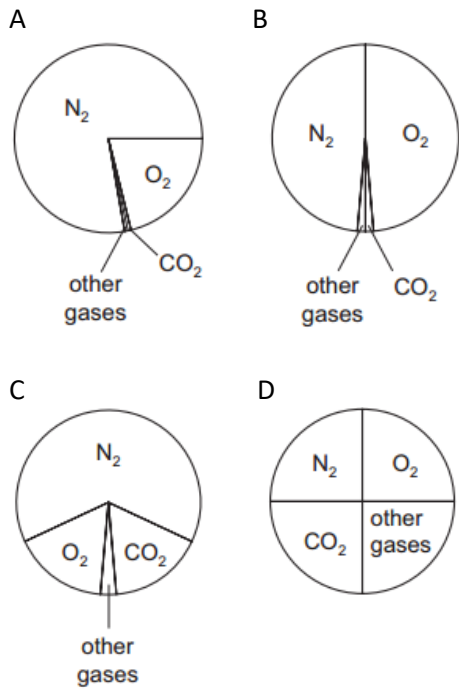 A
N₂
O₂
CO₂
other
gases
B
N₂
O₂
other
gases
CO₂
C
N₂
O₂
CO₂
other
gases
D
N₂
O₂
CO₂
other
gases